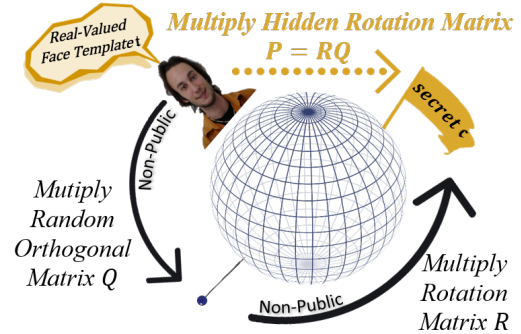 Real-Valued
Face Template t
Multiply Hidden Rotation Matrix
P = RQ
secret c
Non-Public
Mutiply
Random
Orthogonal
Matrix Q
Non-Public
Multiply
Rotation
Matrix R